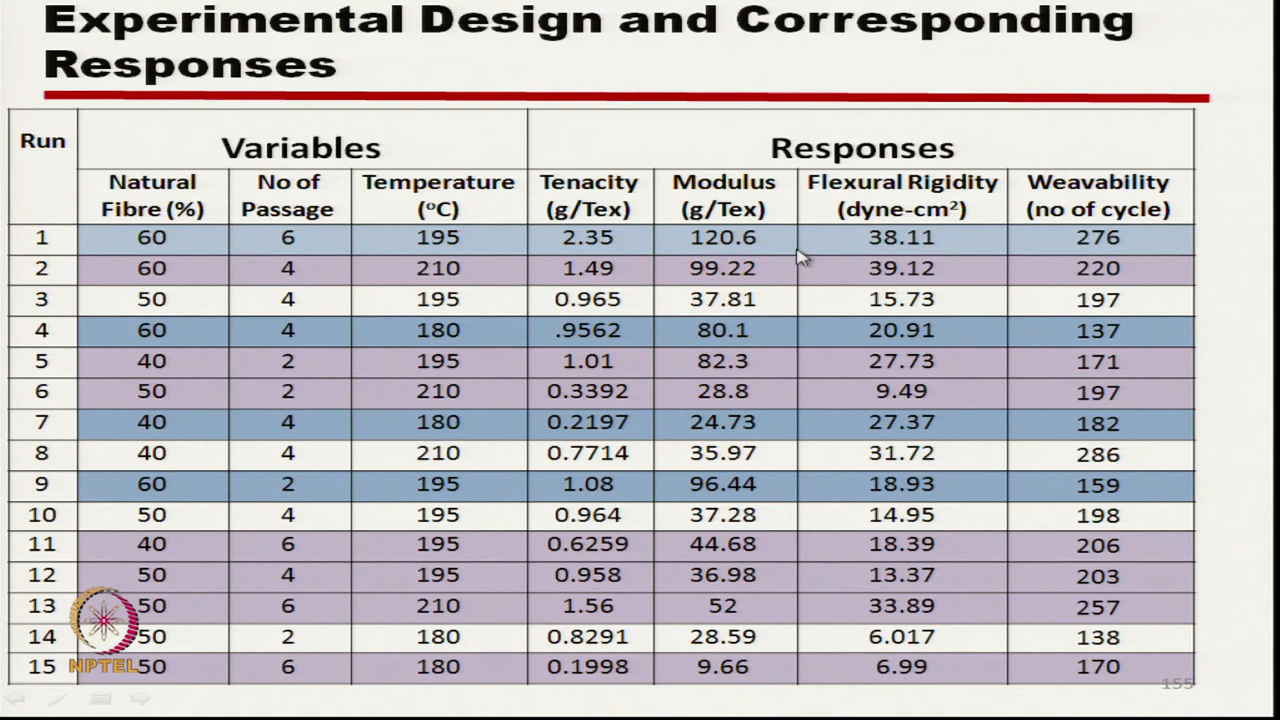 Experimental Design and Corresponding
Responses
Run Variables Responses
Natural Fibre (%) No of Passage Temperature (ºC) Tenacity (g/Tex) Modulus (g/Tex) Flexural Rigidity (dyne-cm²) Weavability (no of cycle)
1 60 6 195 2.35 120.6 38.11 276
2 60 4 210 1.49 99.22 39.12 220
3 50 4 195 0.965 37.81 15.73 197
4 60 4 180 .9562 80.1 20.91 137
5 40 2 195 1.01 82.3 27.73 171
6 50 2 210 0.3392 28.8 9.49 197
7 40 4 180 0.2197 24.73 27.37 182
8 40 4 210 0.7714 35.97 31.72 286
9 60 2 195 1.08 96.44 18.93 159
10 50 4 195 0.964 37.28 14.95 198
11 40 6 195 0.6259 44.68 18.39 206
12 50 4 195 0.958 36.98 13.37 203
13 50 6 210 1.56 52 33.89 257
14 50 2 180 0.8291 28.59 6.017 138
15 50 6 180 0.1998 9.66 6.99 170
NPTEL
155